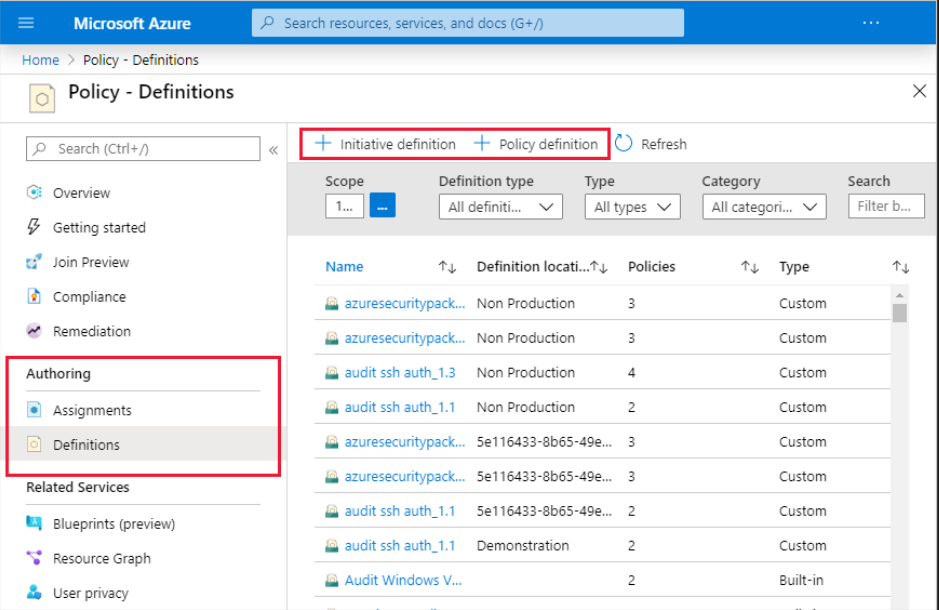 Microsoft Azure
Search resources, services, and docs (G+/)
...
Home > Policy - Definitions
Policy - Definitions
Search (Ctrl+/)
«
Overview
Getting started
Join Preview
Compliance
Remediation
Authoring
Assignments
Definitions
Related Services
Blueprints (preview)
Resource Graph
User privacy
+ Initiative definition + Policy definition Refresh
Scope Definition type Type Category Search
1... ... All definiti... All types All categori... Filter b...
Name ↑↓ Definition locati...↑↓ Policies ↑↓ Type ↑↓
azuresecuritypack... Non Production 3 Custom
azuresecuritypack... Non Production 3 Custom
audit ssh auth_1.3 Non Production 4 Custom
audit ssh auth_1.1 Non Production 2 Custom
azuresecuritypack... 5e116433-8b65-49e... 3 Custom
azuresecuritypack... 5e116433-8b65-49e... 3 Custom
audit ssh auth_1.1 5e116433-8b65-49e... 2 Custom
audit ssh auth_1.1 Demonstration 2 Custom
Audit Windows V... 2 Built-in